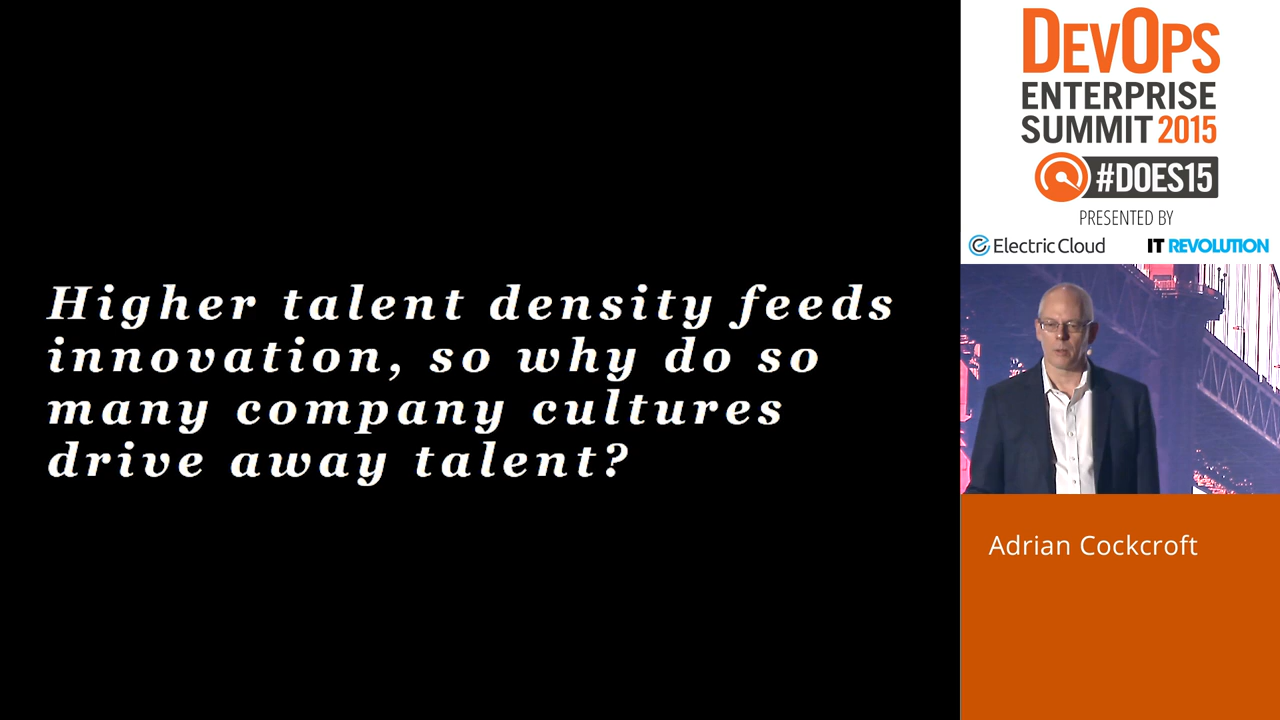 Higher talent density feeds
innovation, so why do so
many company cultures
drive away talent?
DEVOPS
ENTERPRISE
SUMMIT 2015
#DOES15
PRESENTED BY
Electric Cloud
IT REVOLUTION
Adrian Cockcroft